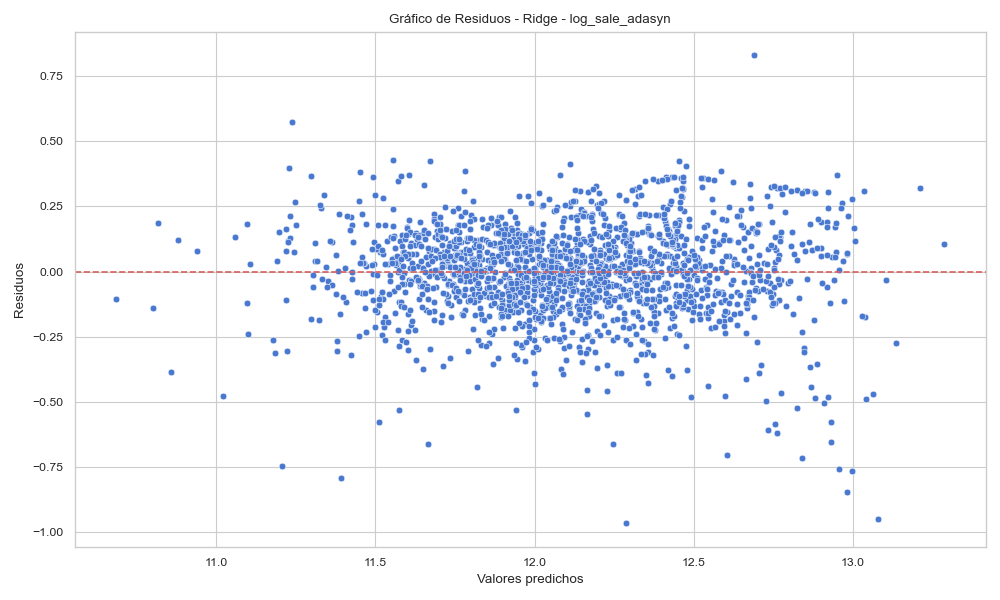 Gráfico de Residuos - Ridge - log_sale_adasyn
Residuos
0.75
0.50
0.25
0.00
−0.25
−0.50
−0.75
−1.00
11.0 11.5 12.0 12.5 13.0
Valores predichos